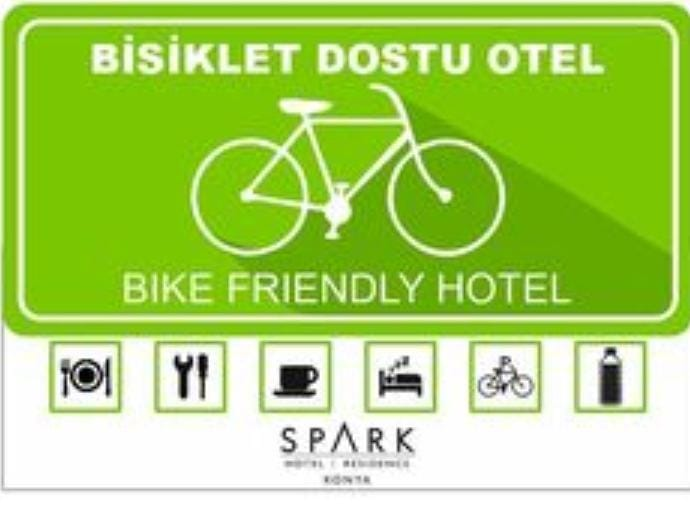 BİSİKLET DOSTU OTEL
BIKE FRIENDLY HOTEL
SPARK
HOTEL | RESIDENCE
KONYA